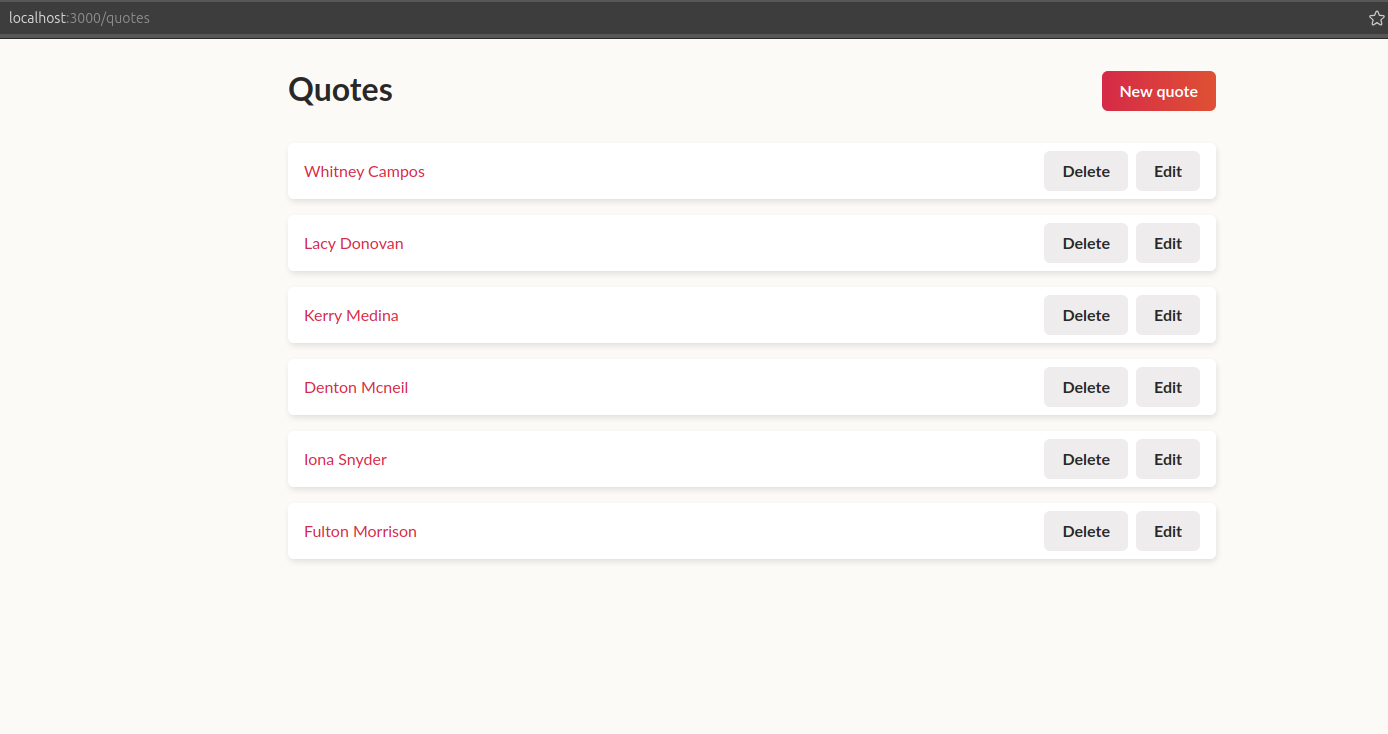 localhost:3000/quotes
Quotes New quote
Whitney Campos Delete Edit
Lacy Donovan Delete Edit
Kerry Medina Delete Edit
Denton Mcneil Delete Edit
Iona Snyder Delete Edit
Fulton Morrison Delete Edit